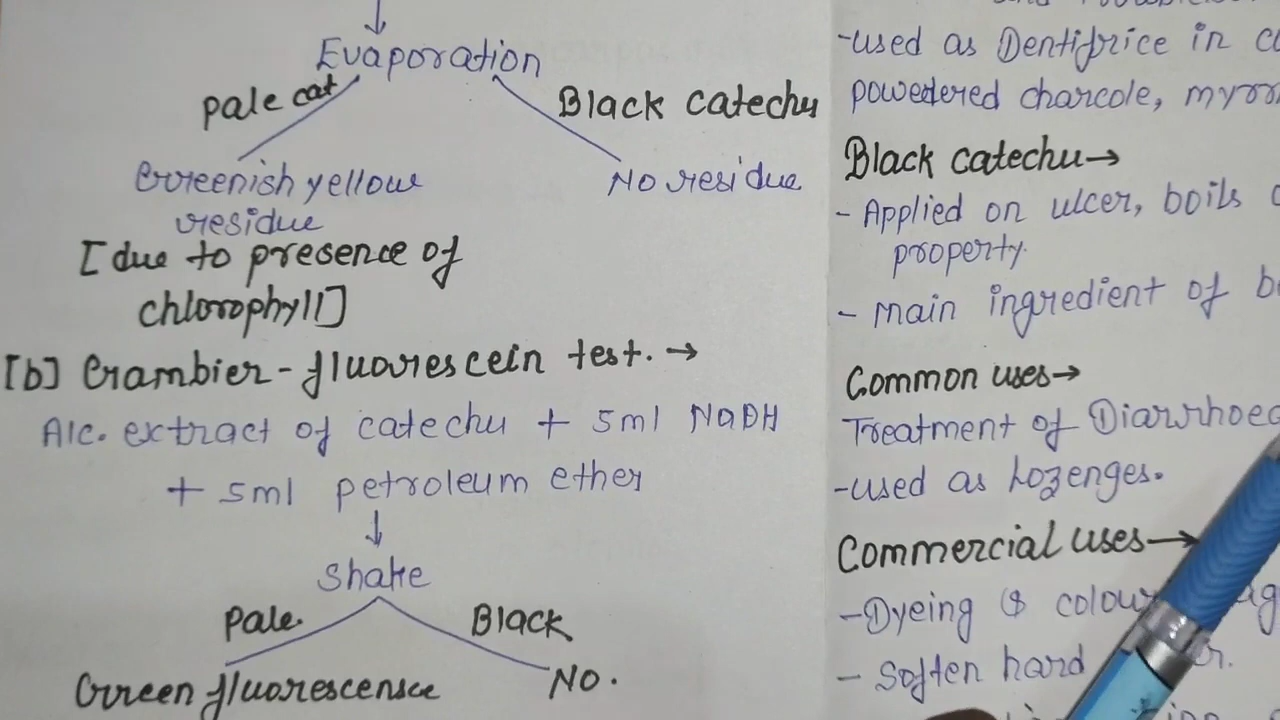 Evaporation
pale cat
Black catechu
Greenish yellow
No residue
residue
[due to presence of
chlorophyll]
[b] Grambier - fluorescein test. →
Alc. extract of catechu + 5ml NaOH
+ 5ml petroleum ether
Shake
Pale.
Black
Green fluorescensce
No.
-used as Dentifrice in
powedered charcole,
Black catechu→
- Applied on ulcer, boils
property.
- main ingredient of
Common uses→
Treatment of Diarrhoea
-used as Lozenges.
Commercial uses→
-Dyeing & colour
- Soften hard